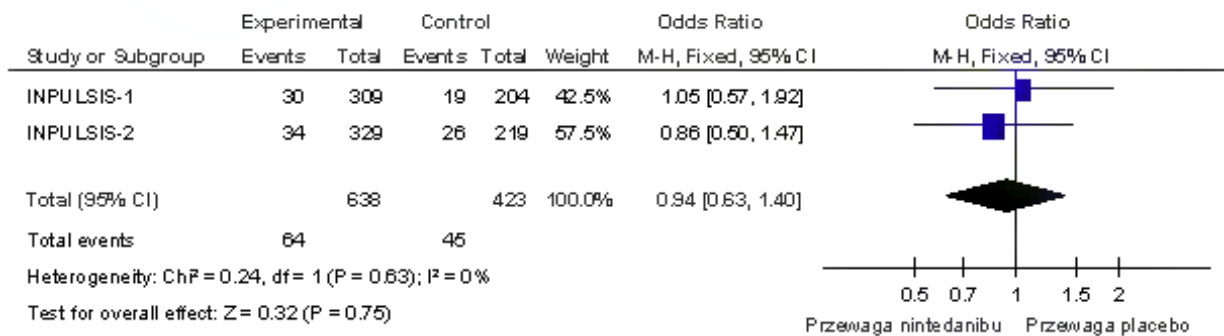 Experimental Control Odds Ratio Odds Ratio
Study or Subgroup Events Total Events Total Weight M-H, Fixed, 95% CI M-H, Fixed, 95% CI
INPULSIS-1 30 309 19 204 42.5% 1.05 [0.57, 1.92]
INPULSIS-2 34 329 26 219 57.5% 0.86 [0.50, 1.47]
Total (95% CI) 638 423 100.0% 0.94 [0.63, 1.40]
Total events 64 45
Heterogeneity: Chi² = 0.24, df = 1 (P = 0.63); I² = 0%
Test for overall effect: Z = 0.32 (P = 0.75)
0.5 0.7 1 1.5 2
Przewaga nintedanibu Przewaga placebo